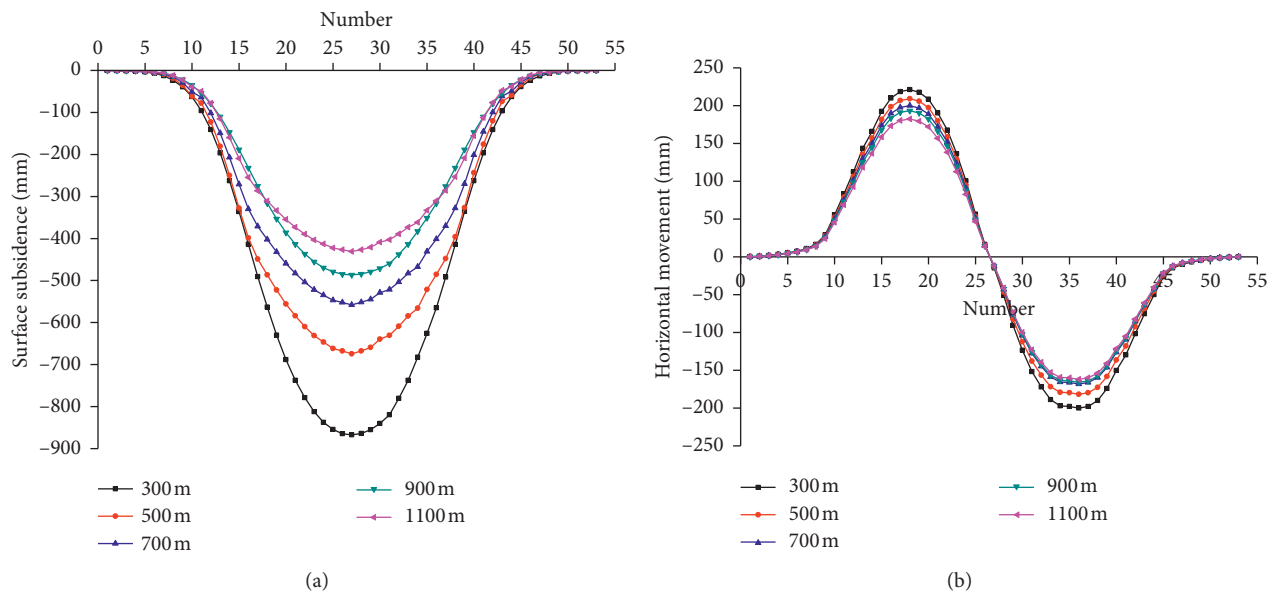 Number
1 5 10 15 20 25 30 35 40 45 50 55
0
−100
−200
−300
−400
−500
−600
−700
−800
−900
Surface subsidence (mm)
300 m
500 m
700 m
900 m
1100 m
(a)
250
200
150
100
50
0
−50
−100
−150
−200
−250
Horizontal movement (mm)
0 5 10 15 20 25 30 35 40 45 50 55
Number
300 m
500 m
700 m
900 m
1100 m
(b)